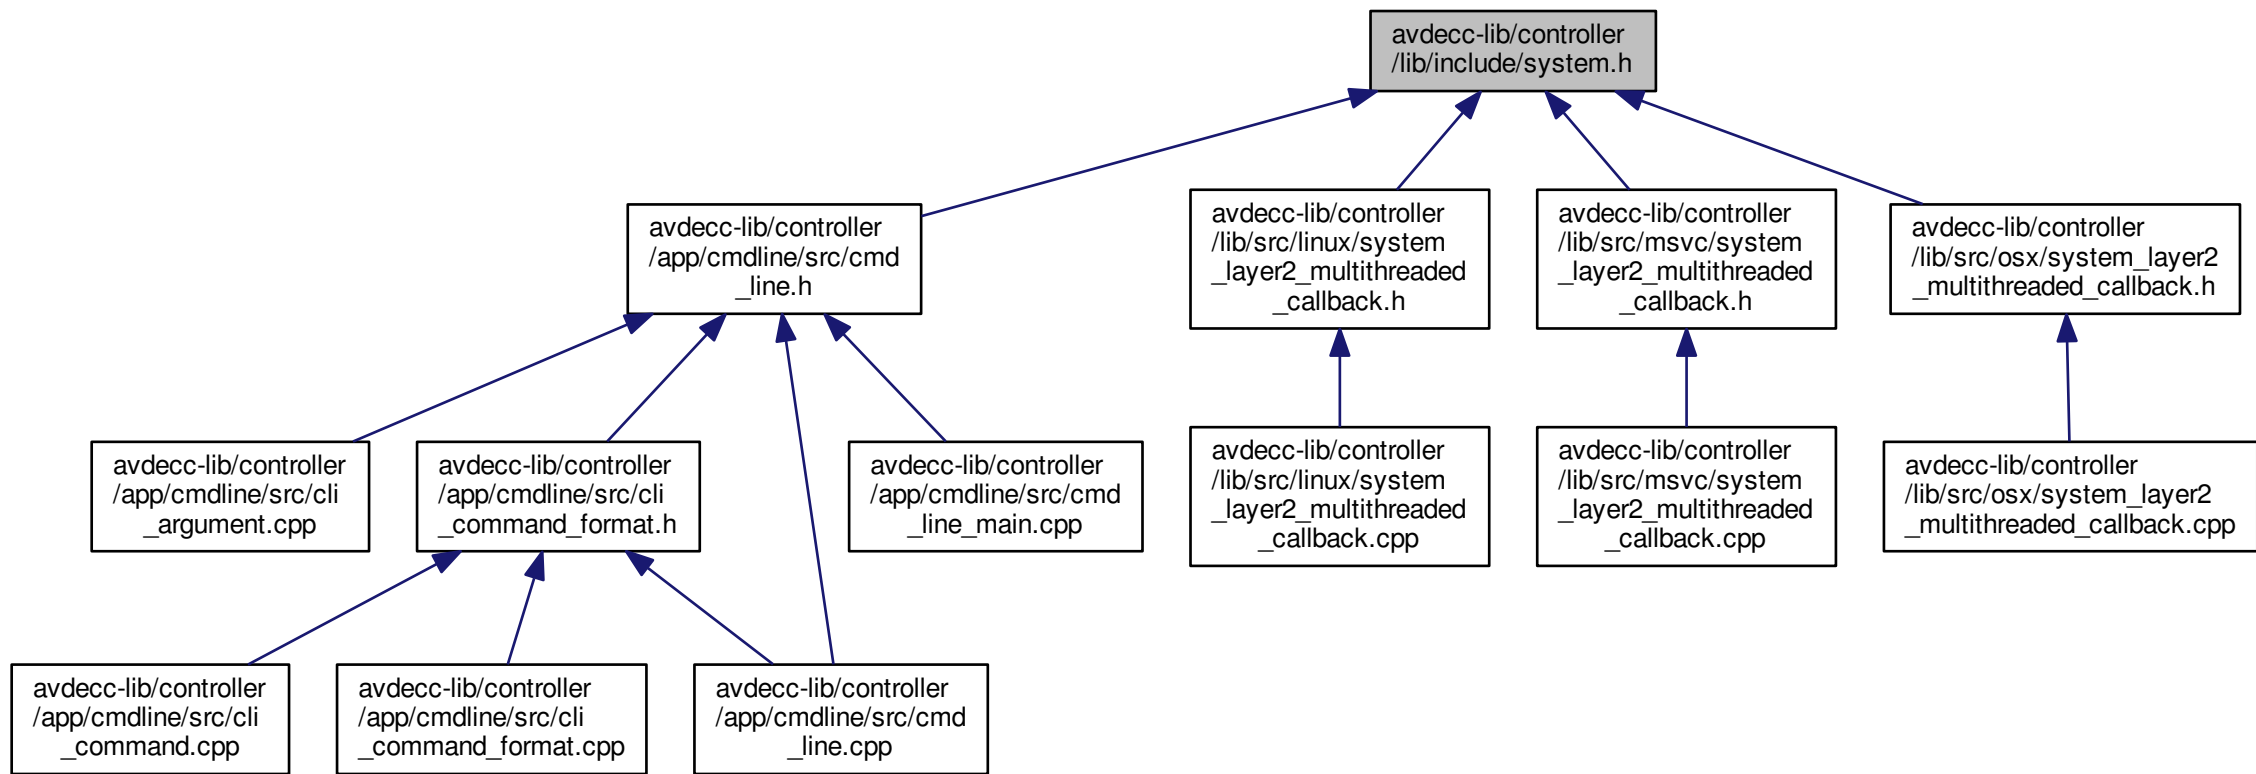 avdecc-lib/controller
/lib/include/system.h
avdecc-lib/controller
/app/cmdline/src/cmd
_line.h
avdecc-lib/controller
/lib/src/linux/system
_layer2_multithreaded
_callback.h
avdecc-lib/controller
/lib/src/msvc/system
_layer2_multithreaded
_callback.h
avdecc-lib/controller
/lib/src/osx/system_layer2
_multithreaded_callback.h
avdecc-lib/controller
/app/cmdline/src/cli
_argument.cpp
avdecc-lib/controller
/app/cmdline/src/cli
_command_format.h
avdecc-lib/controller
/app/cmdline/src/cmd
_line_main.cpp
avdecc-lib/controller
/lib/src/linux/system
_layer2_multithreaded
_callback.cpp
avdecc-lib/controller
/lib/src/msvc/system
_layer2_multithreaded
_callback.cpp
avdecc-lib/controller
/lib/src/osx/system_layer2
_multithreaded_callback.cpp
avdecc-lib/controller
/app/cmdline/src/cli
_command.cpp
avdecc-lib/controller
/app/cmdline/src/cli
_command_format.cpp
avdecc-lib/controller
/app/cmdline/src/cmd
_line.cpp